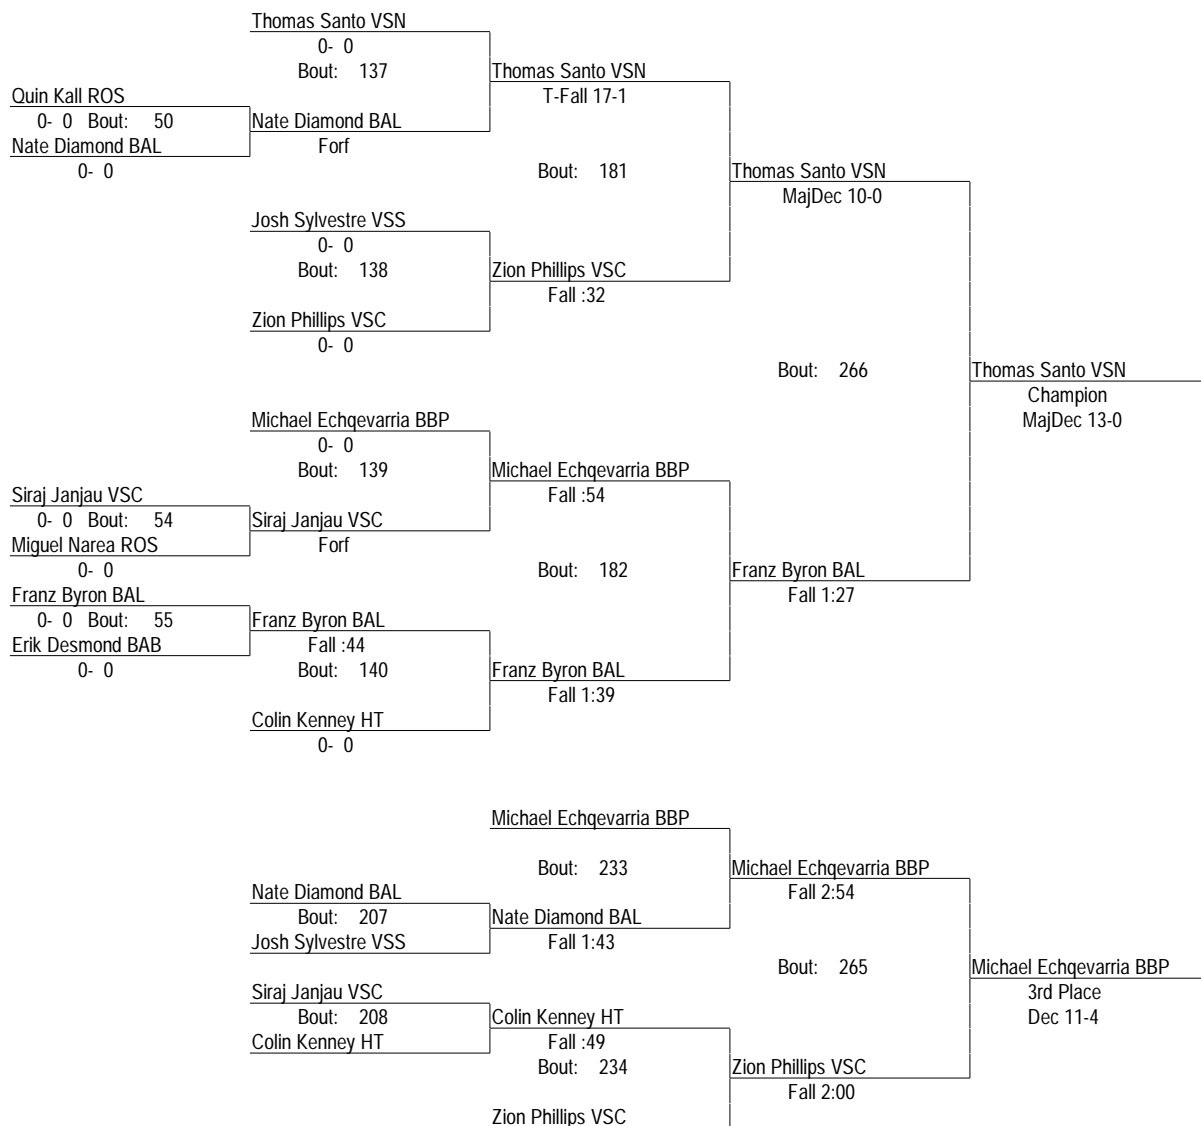 Thomas Santo VSN
0- 0
Bout: 137
Thomas Santo VSN
T-Fall 17-1
Quin Kall ROS
0- 0 Bout: 50
Nate Diamond BAL
Forf
Nate Diamond BAL
0- 0
Bout: 181
Thomas Santo VSN
MajDec 10-0
Josh Sylvestre VSS
0- 0
Bout: 138
Zion Phillips VSC
Fall :32
Zion Phillips VSC
0- 0
Bout: 266
Thomas Santo VSN
Champion
MajDec 13-0
Michael Echqevarria BBP
0- 0
Bout: 139
Michael Echqevarria BBP
Fall :54
Siraj Janjau VSC
0- 0 Bout: 54
Siraj Janjau VSC
Forf
Miguel Narea ROS
0- 0
Bout: 182
Franz Byron BAL
Fall 1:27
Franz Byron BAL
0- 0 Bout: 55
Franz Byron BAL
Fall :44
Erik Desmond BAB
0- 0
Bout: 140
Franz Byron BAL
Fall 1:39
Colin Kenney HT
0- 0
Michael Echqevarria BBP
Bout: 233
Michael Echqevarria BBP
Fall 2:54
Nate Diamond BAL
Bout: 207
Nate Diamond BAL
Fall 1:43
Josh Sylvestre VSS
Bout: 265
Michael Echqevarria BBP
3rd Place
Dec 11-4
Siraj Janjau VSC
Bout: 208
Colin Kenney HT
Fall :49
Colin Kenney HT
Bout: 234
Zion Phillips VSC
Fall 2:00
Zion Phillips VSC